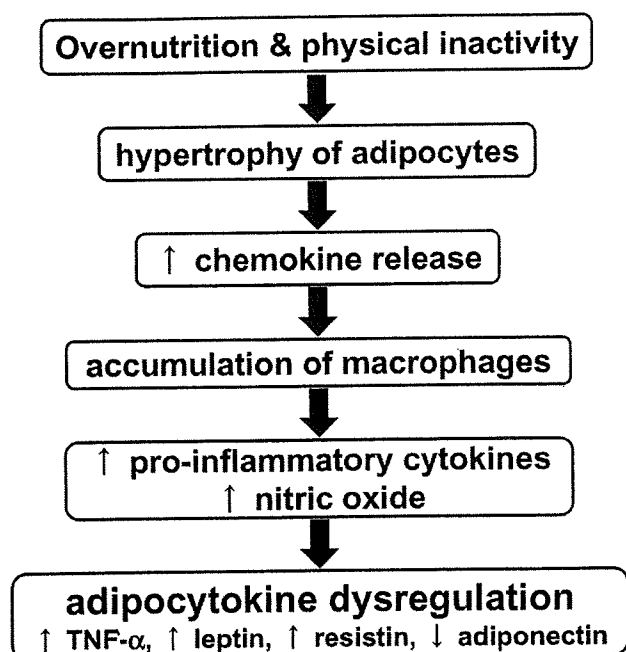 Overnutrition & physical inactivity
hypertrophy of adipocytes
↑ chemokine release
accumulation of macrophages
↑ pro-inflammatory cytokines
↑ nitric oxide
adipocytokine dysregulation
↑ TNF-α, ↑ leptin, ↑ resistin, ↓ adiponectin